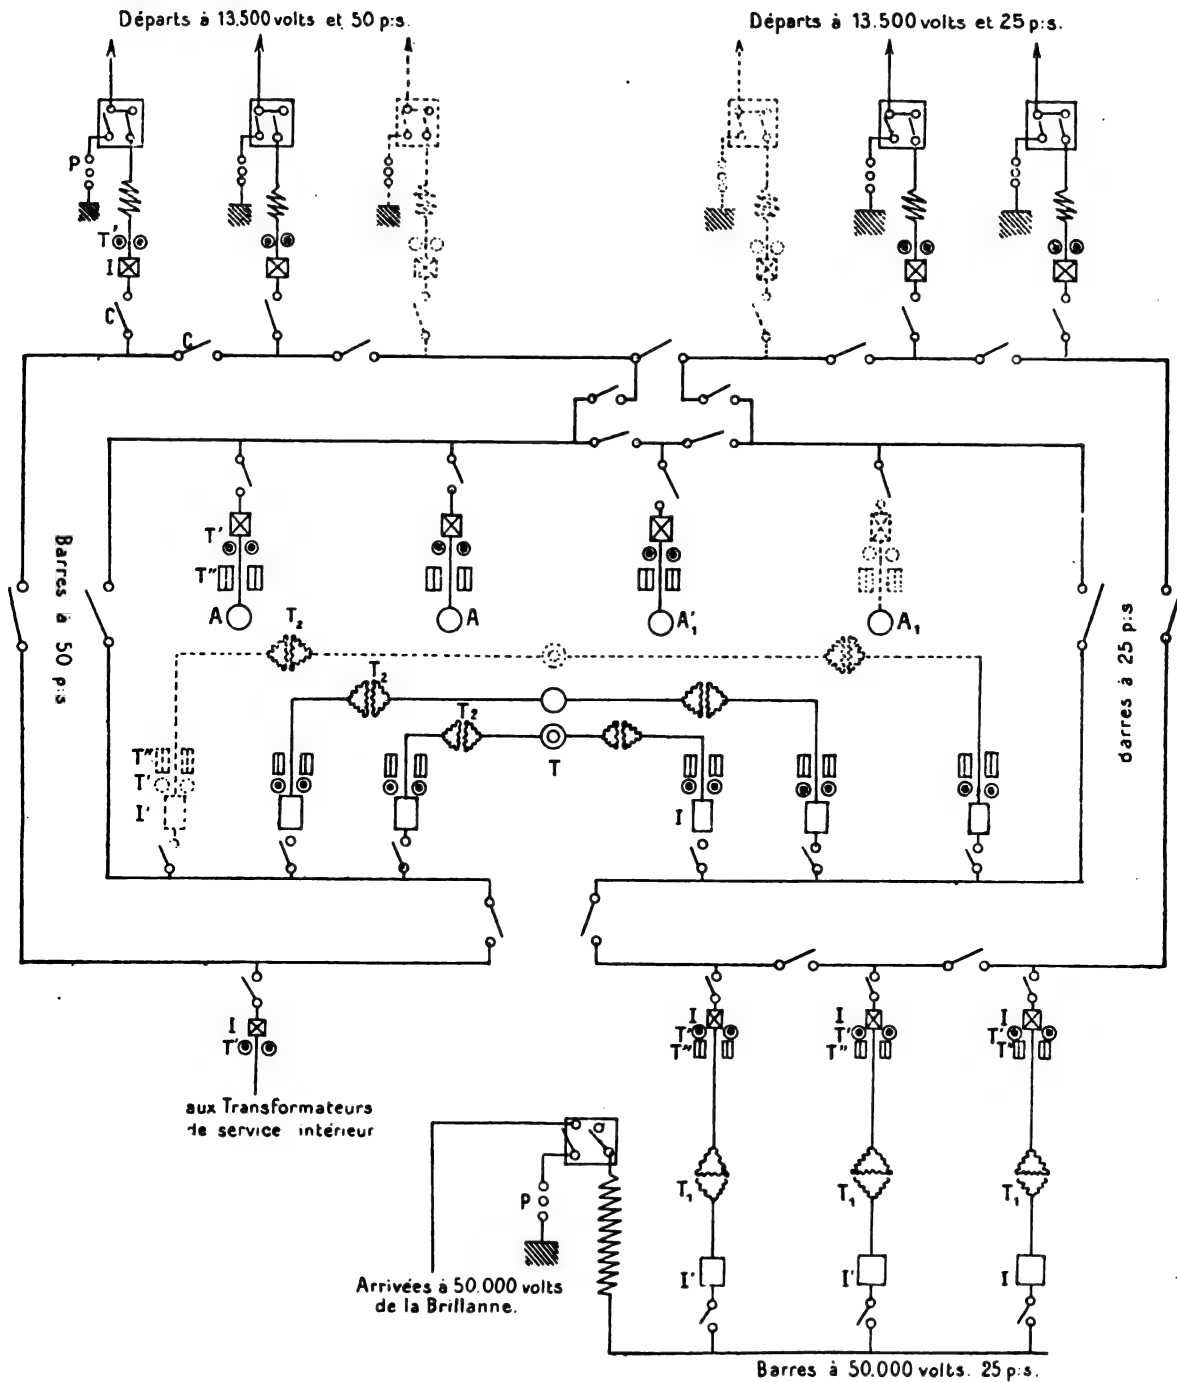 Départs à 13.500 volts et 50 p:s.
Départs à 13.500 volts et 25 p:s.
P
T'
I
C
C
Barres à 50 p:s
barres à 25 p:s
T'
T"
A
A
A'₁
A₁
T₂
T₂
T₂
T
T"
T'
I'
I
I
T'
aux Transformateurs
de service intérieur
I
T'
T"
I
T'
T"
I
T'
T"
T₁
T₁
T₁
P
I'
I'
I
Arrivées à 50.000 volts
de la Brillanne.
Barres à 50.000 volts. 25 p:s.